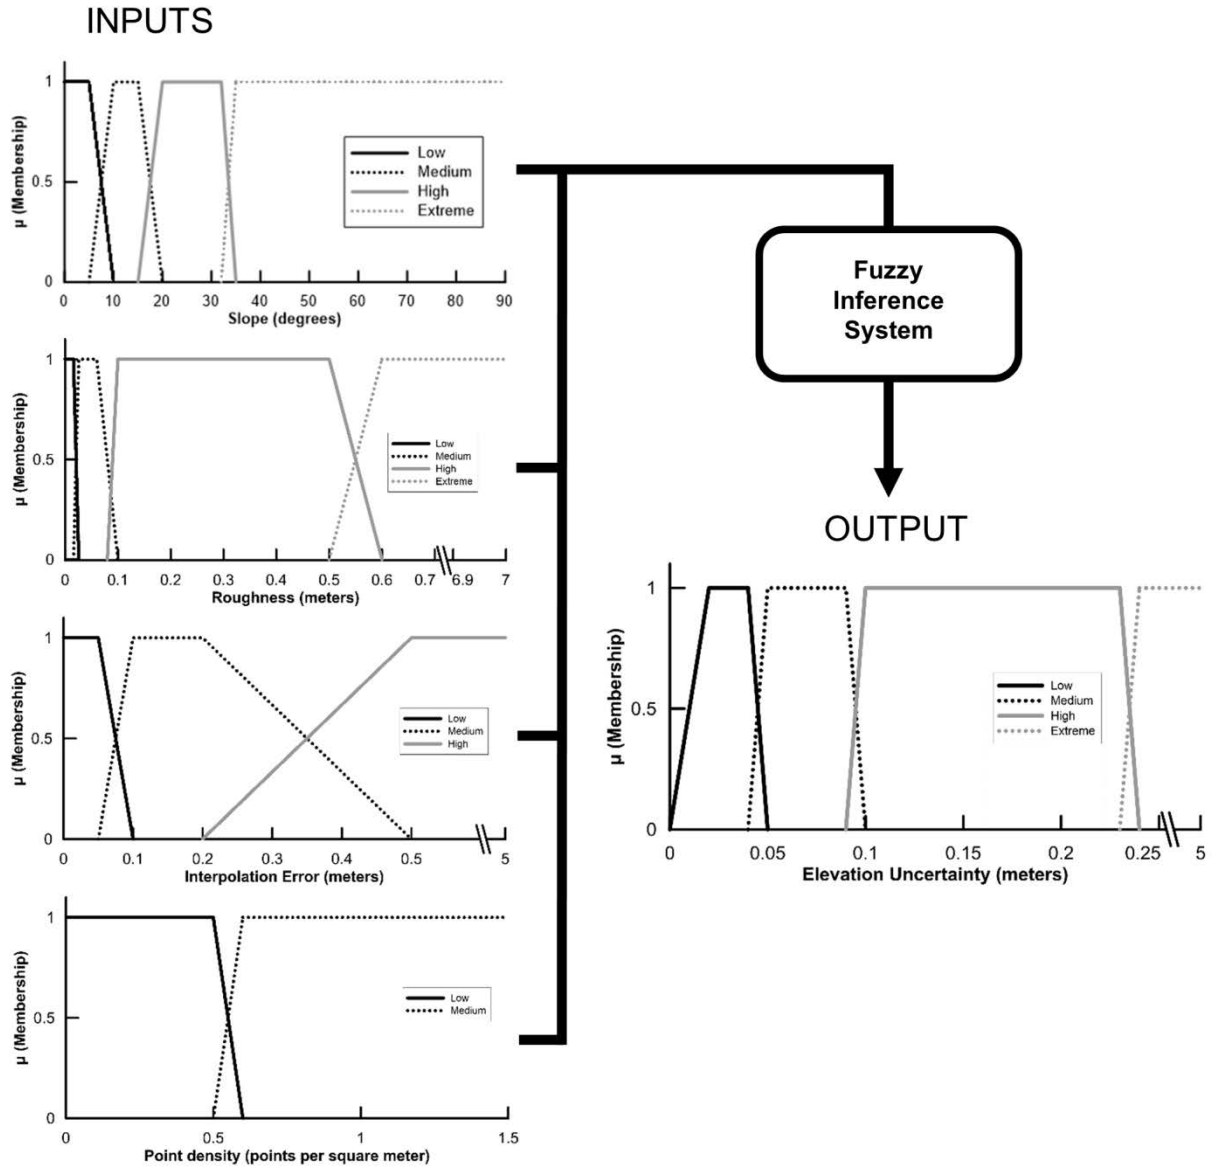 INPUTS
μ (Membership)
1
0.5
0
Low
Medium
High
Extreme
0 10 20 30 40 50 60 70 80 90
Slope (degrees)
μ (Membership)
1
0.5
0
Low
Medium
High
Extreme
0 0.1 0.2 0.3 0.4 0.5 0.6 0.7 6.9 7
Roughness (meters)
μ (Membership)
1
0.5
0
Low
Medium
High
0 0.1 0.2 0.3 0.4 0.5 5
Interpolation Error (meters)
μ (Membership)
1
0.5
0
Low
Medium
0 0.5 1 1.5
Point density (points per square meter)
Fuzzy
Inference
System
OUTPUT
μ (Membership)
1
0.5
0
Low
Medium
High
Extreme
0 0.05 0.1 0.15 0.2 0.25 5
Elevation Uncertainty (meters)